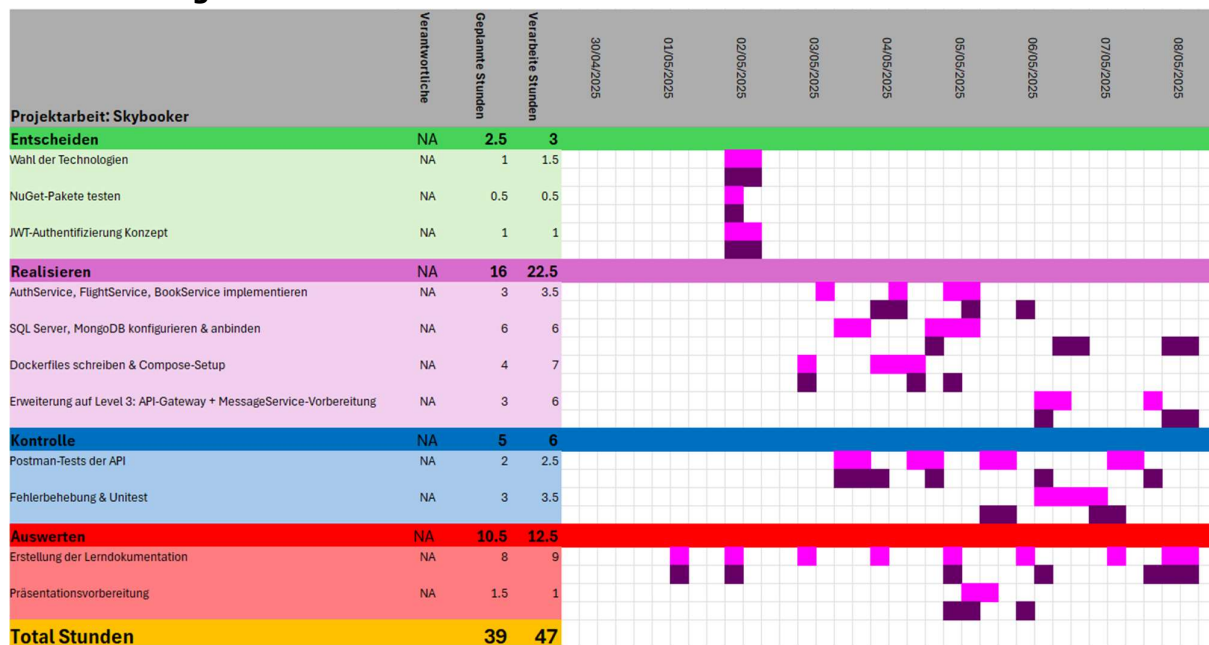 Verantwortliche
Geplannte Stunden
Verarbeite Stunden
30/04/2025
01/05/2025
02/05/2025
03/05/2025
04/05/2025
05/05/2025
06/05/2025
07/05/2025
08/05/2025
Projektarbeit: Skybooker
Entscheiden NA 2.5 3
Wahl der Technologien NA 1 1.5
NuGet-Pakete testen NA 0.5 0.5
JWT-Authentifizierung Konzept NA 1 1
Realisieren NA 16 22.5
AuthService, FlightService, BookService implementieren NA 3 3.5
SQL Server, MongoDB konfigurieren & anbinden NA 6 6
Dockerfiles schreiben & Compose-Setup NA 4 7
Erweiterung auf Level 3: API-Gateway + MessageService-Vorbereitung NA 3 6
Kontrolle NA 5 6
Postman-Tests der API NA 2 2.5
Fehlerbehebung & Unitest NA 3 3.5
Auswerten NA 10.5 12.5
Erstellung der Lerndokumentation NA 8 9
Präsentationsvorbereitung NA 1.5 1
Total Stunden 39 47